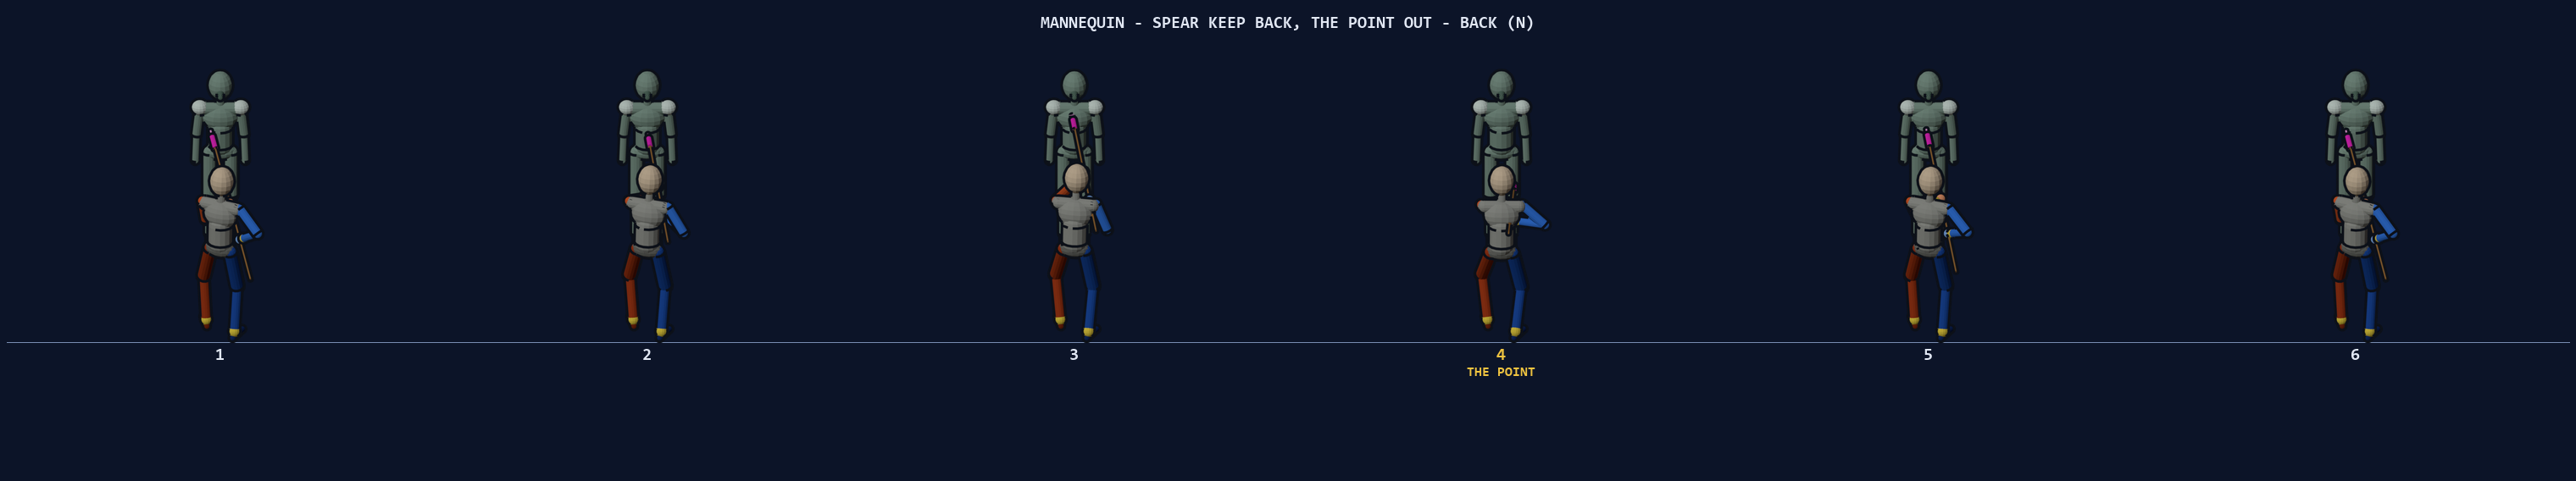 MANNEQUIN - SPEAR KEEP BACK, THE POINT OUT - BACK (N)
1 2 3 4 5 6
THE POINT